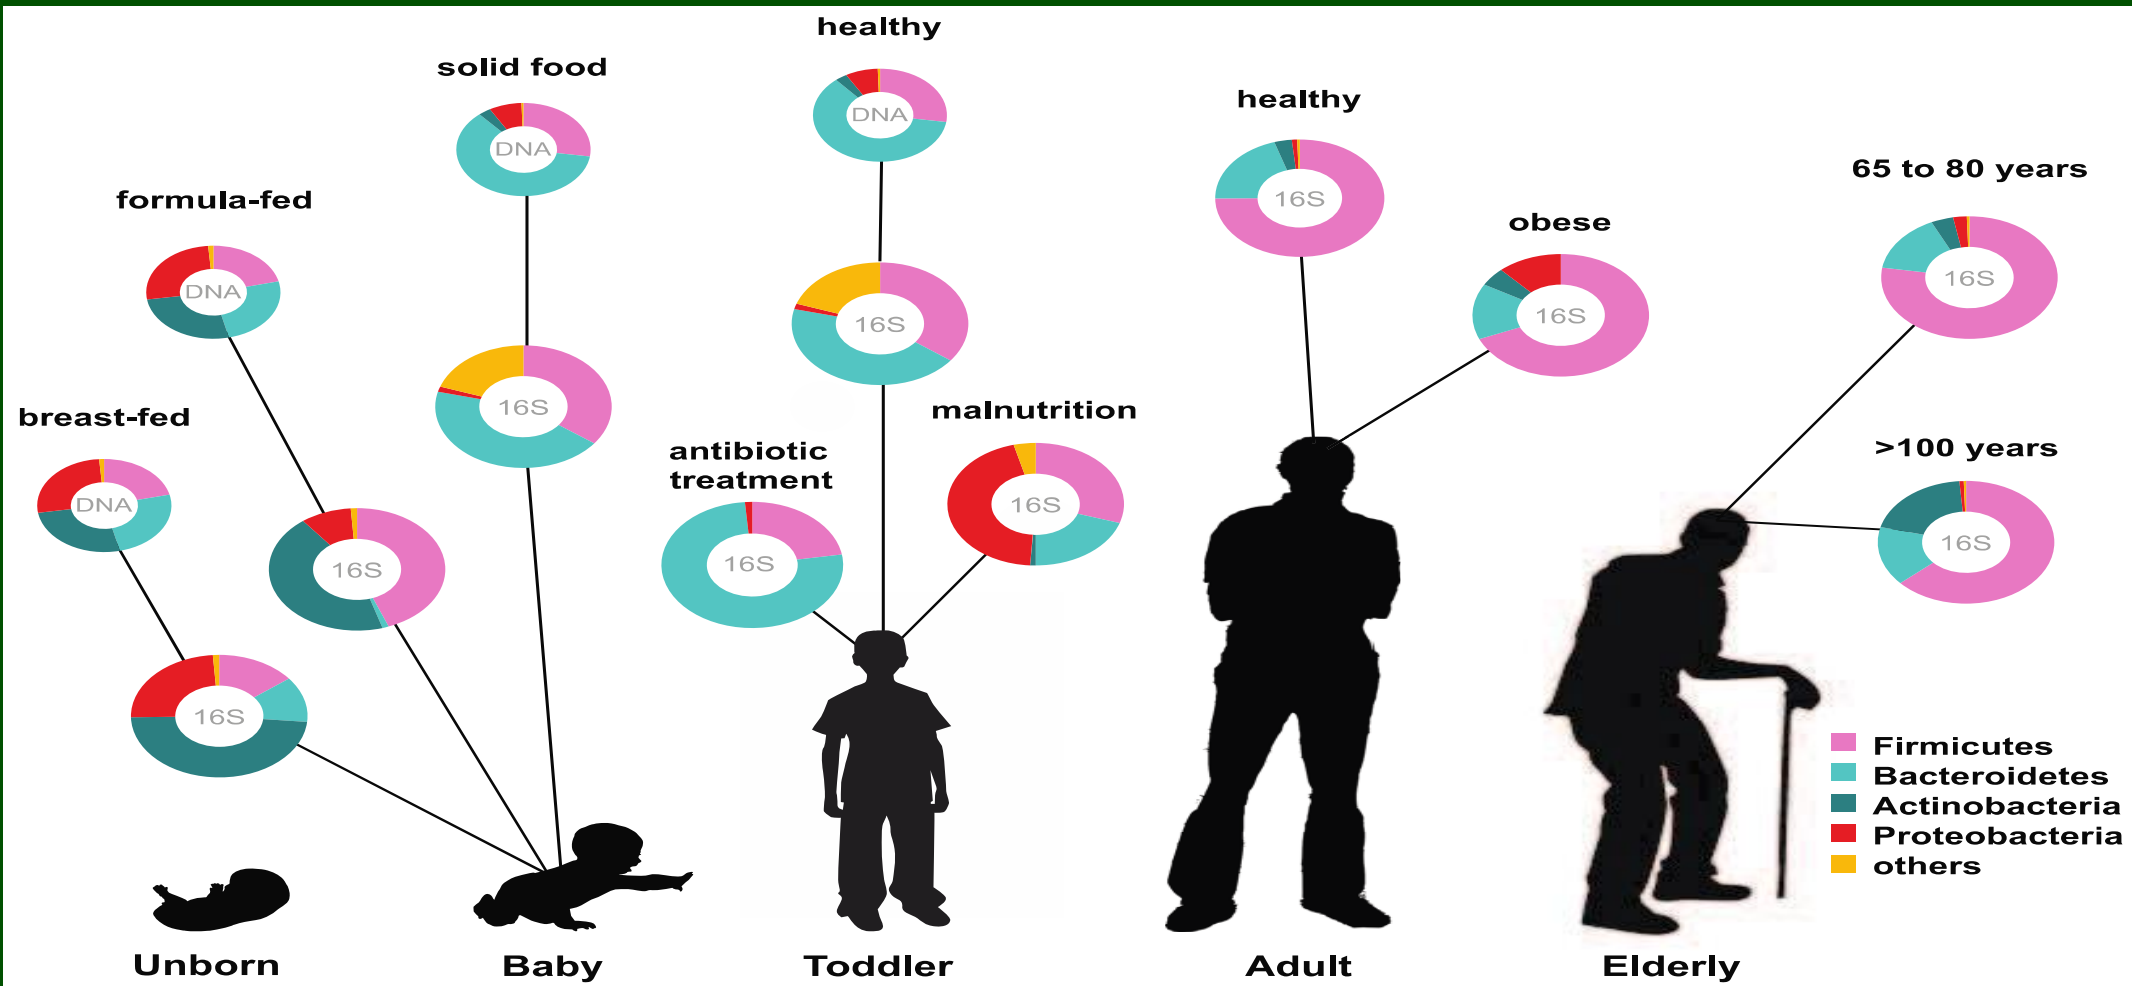 healthy
DNA
solid food
DNA
healthy
16S
65 to 80 years
16S
formula-fed
DNA
obese
16S
16S
16S
breast-fed
DNA
malnutrition
16S
antibiotic
treatment
16S
>100 years
16S
16S
16S
Firmicutes
Bacteroidetes
Actinobacteria
Proteobacteria
others
Unborn
Baby
Toddler
Adult
Elderly